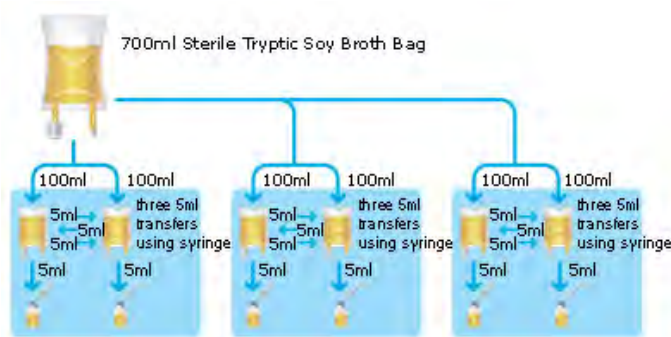 700ml Sterile Tryptic Soy Broth Bag
100ml 100ml 100ml 100ml 100ml 100ml
5ml three 5ml 5ml three 5ml 5ml three 5ml
5ml transfers 5ml transfers 5ml transfers
5ml using syringe 5ml using syringe 5ml using syringe
5ml 5ml 5ml 5ml 5ml 5ml